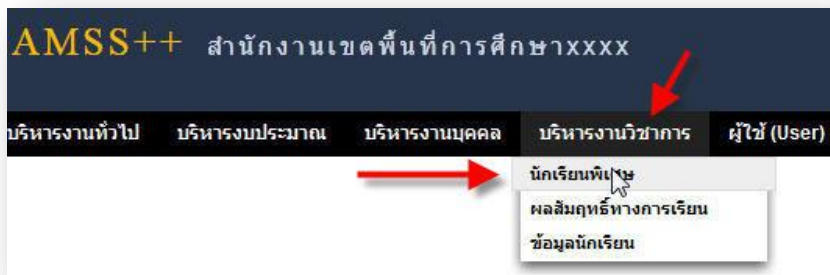 AMSS++ สำนักงานเขตพื้นที่การศึกษาxxxx
บริหารงานทั่วไป บริหารงบประมาณ บริหารงานบุคคล บริหารงานวิชาการ ผู้ใช้ (User)
นักเรียนพิเศษ
ผลสัมฤทธิ์ทางการเรียน
ข้อมูลนักเรียน